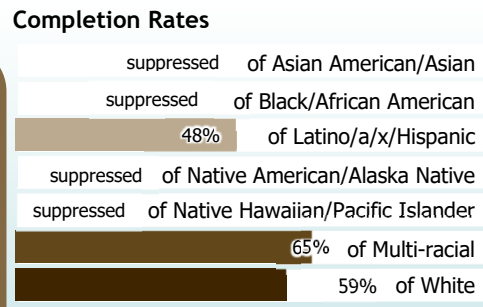 Completion Rates
suppressed of Asian American/Asian
suppressed of Black/African American
48% of Latino/a/x/Hispanic
suppressed of Native American/Alaska Native
suppressed of Native Hawaiian/Pacific Islander
65% of Multi-racial
59% of White